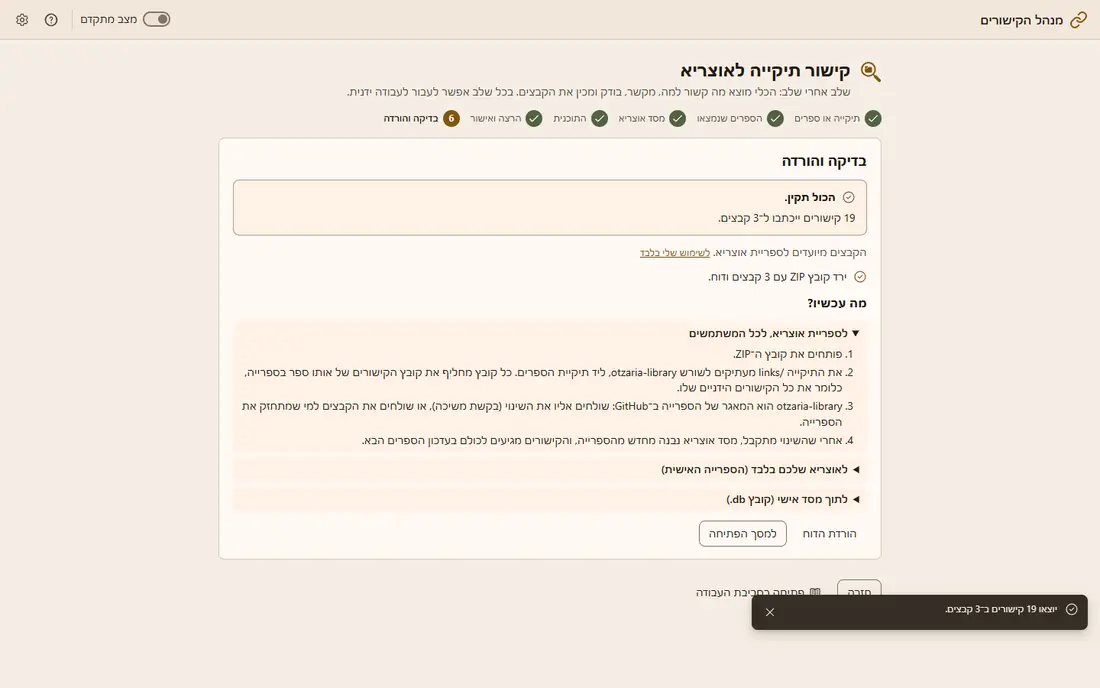 מנהל הקישורים
מצב מתקדם
קישור תיקייה לאוצריא
שלב אחרי שלב: הכלי מוצא מה קשור למה, מקשר, בודק ומכין את הקבצים. בכל שלב אפשר לעבור לעבודה ידנית.
תיקייה או ספרים
הספרים שנמצאו
מסד אוצריא
התוכנית
הרצה ואישור
6 בדיקה והורדה
בדיקה והורדה
הכול תקין.
19 קישורים ייכתבו ל־3 קבצים.
הקבצים מיועדים לספריית אוצריא. לשימוש שלי בלבד
ירד קובץ ZIP עם 3 קבצים ודוח.
מה עכשיו?
לספריית אוצריא, לכל המשתמשים
1. פותחים את קובץ ה־ZIP.
2. את התיקייה links/ מעתיקים לשורש otzaria-library, ליד תיקיית הספרים. כל קובץ מחליף את קובץ הקישורים של אותו ספר בספרייה,
כלומר את כל הקישורים הידניים שלו.
3. otzaria-library הוא המאגר של הספרייה ב־GitHub: שולחים אליו את השינוי (בקשת משיכה), או שולחים את הקבצים למי שמתחזק את
הספרייה.
4. אחרי שהשינוי מתקבל, מסד אוצריא נבנה מחדש מהספרייה, והקישורים מגיעים לכולם בעדכון הספרים הבא.
לאוצריא שלכם בלבד (הספרייה האישית)
לתוך מסד אישי (קובץ db.)
הורדת הדוח
למסך הפתיחה
חזרה
פתיחה בסביבת העבודה
יוצאו 19 קישורים ב־3 קבצים.